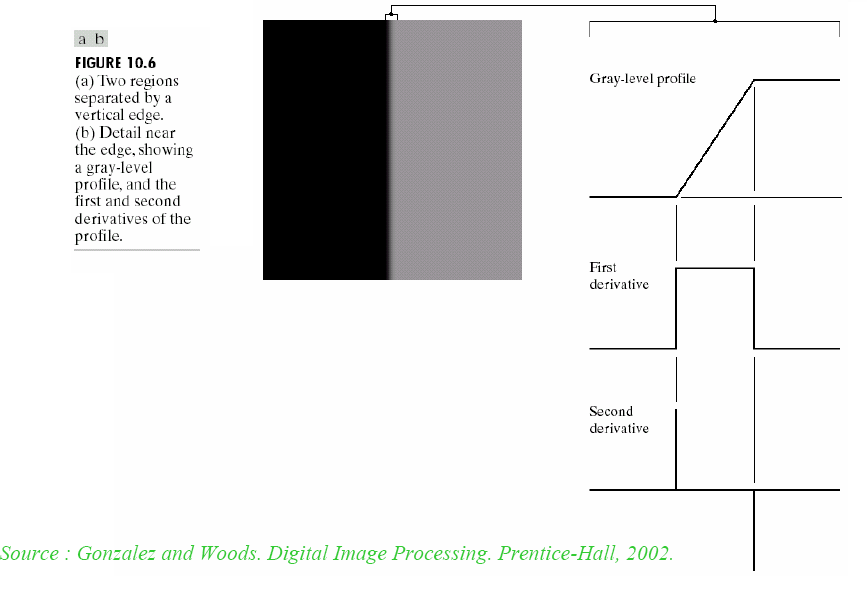 a b
FIGURE 10.6
(a) Two regions
separated by a
vertical edge.
(b) Detail near
the edge, showing
a gray-level
profile, and the
first and second
derivatives of the
profile.
Gray-level profile
First
derivative
Second
derivative
Source : Gonzalez and Woods. Digital Image Processing. Prentice-Hall, 2002.